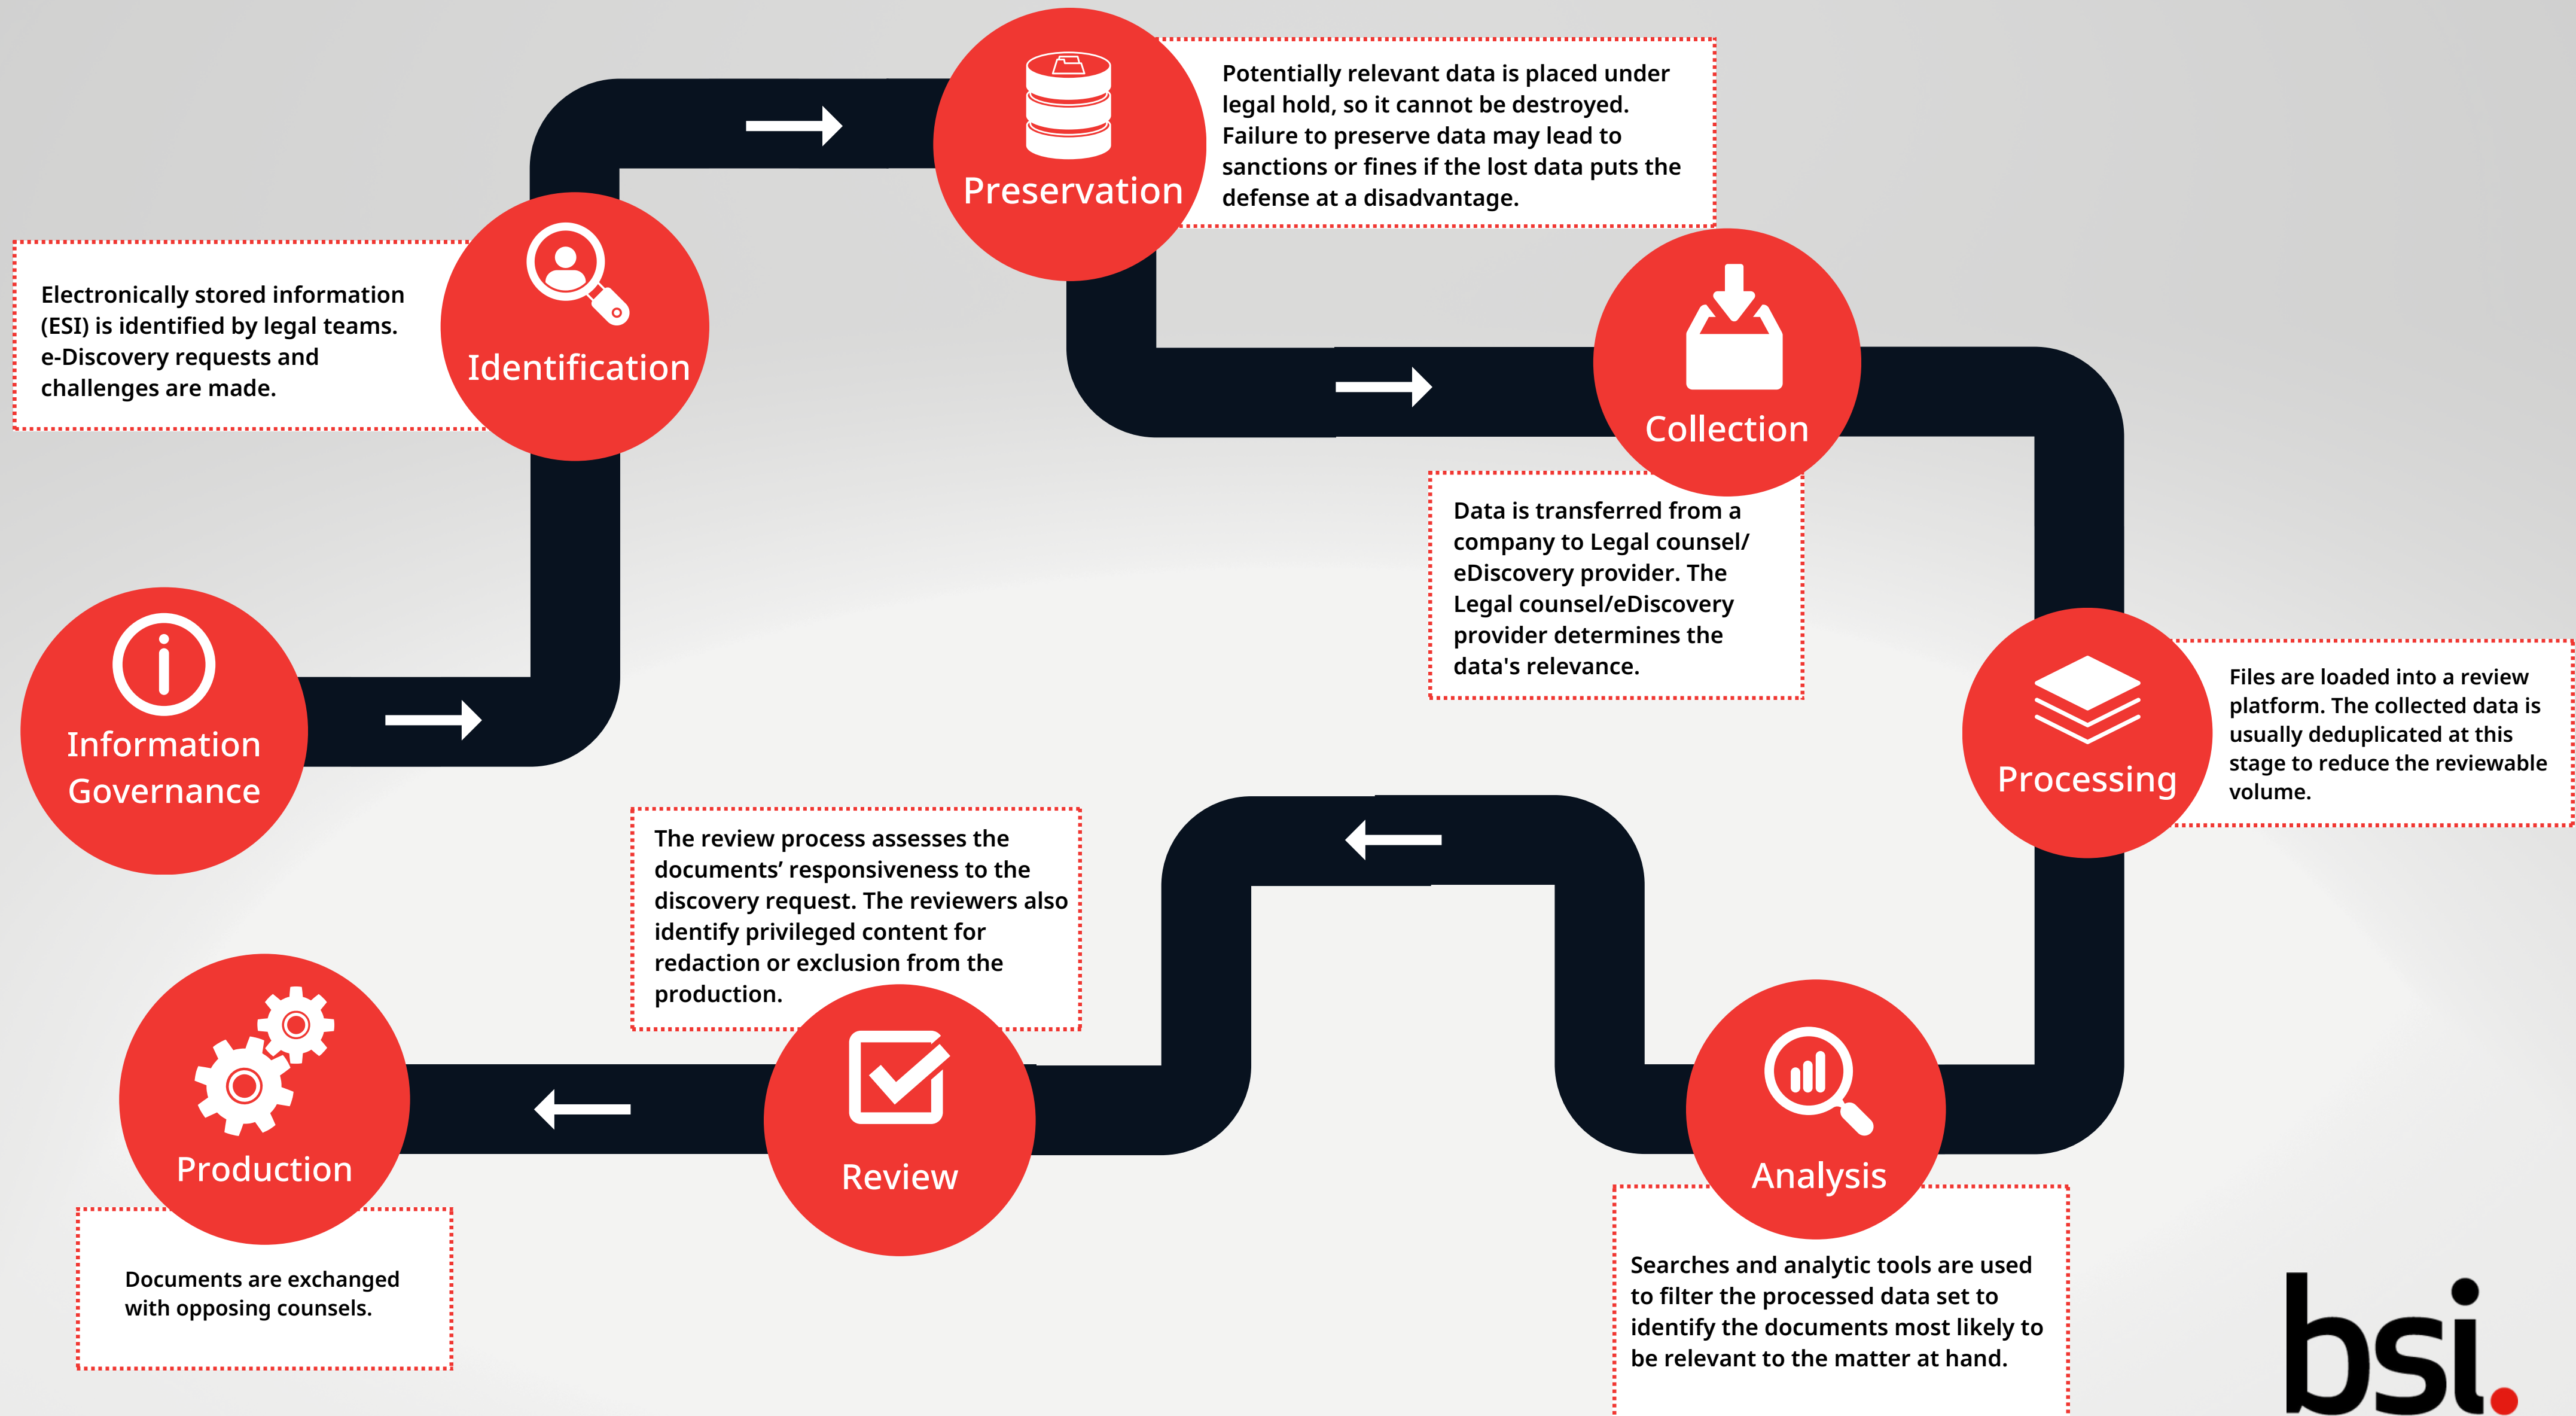 Information
Governance
Electronically stored information
(ESI) is identified by legal teams.
e-Discovery requests and
challenges are made.
Identification
Preservation
Potentially relevant data is placed under
legal hold, so it cannot be destroyed.
Failure to preserve data may lead to
sanctions or fines if the lost data puts the
defense at a disadvantage.
Collection
Data is transferred from a
company to Legal counsel/
eDiscovery provider. The
Legal counsel/eDiscovery
provider determines the
data's relevance.
Processing
Files are loaded into a review
platform. The collected data is
usually deduplicated at this
stage to reduce the reviewable
volume.
Analysis
Searches and analytic tools are used
to filter the processed data set to
identify the documents most likely to
be relevant to the matter at hand.
The review process assesses the
documents’ responsiveness to the
discovery request. The reviewers also
identify privileged content for
redaction or exclusion from the
production.
Review
Production
Documents are exchanged
with opposing counsels.
bsi.